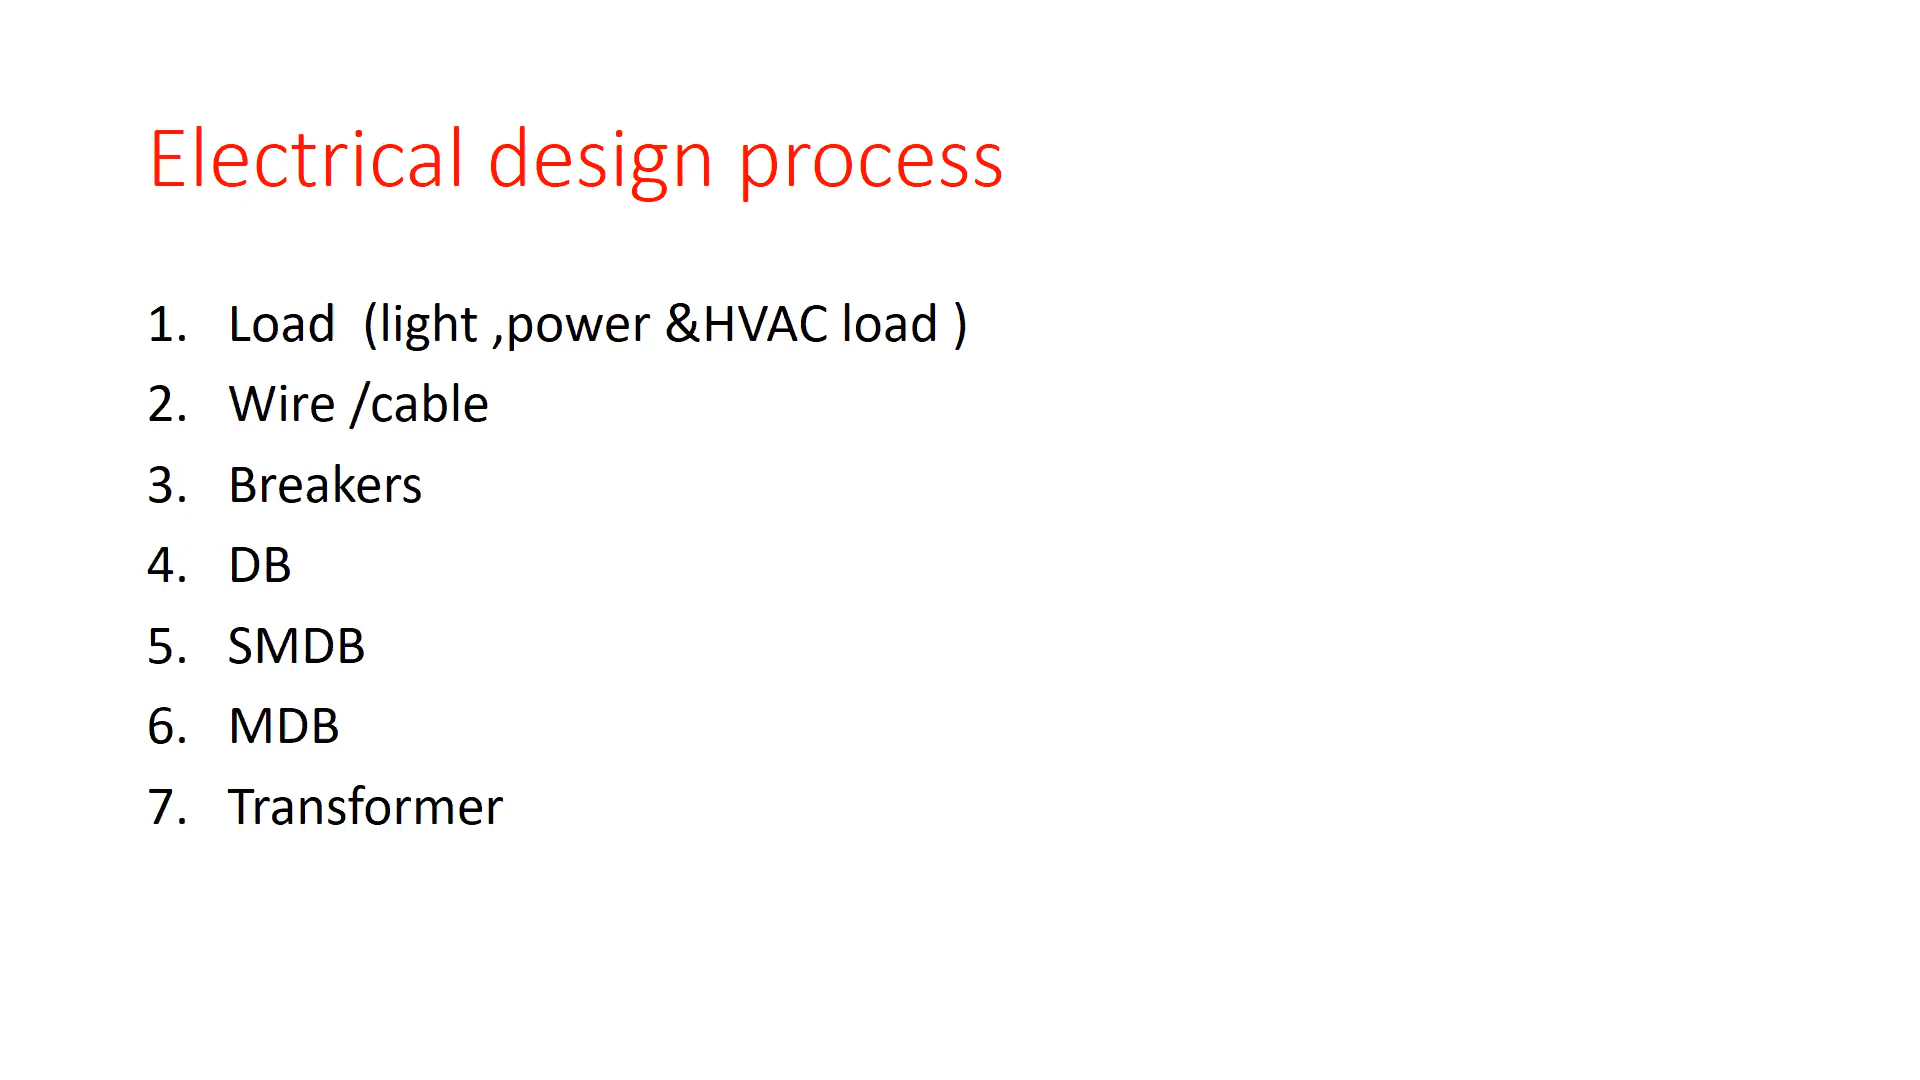 Electrical design process
1. Load  (light ,power &HVAC load )
2. Wire /cable
3. Breakers
4. DB
5. SMDB
6. MDB
7. Transformer